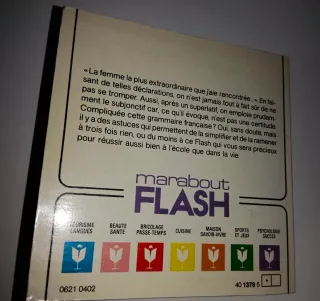 « La femme la plus extraordinaire que j'aie rencontrée...» En fai-
sant de telles déclarations, on n'est jamais tout à fait sûr de ne
pas se tromper. Aussi, après un superlatif, on emploie prudem-
ment le subjonctif car, ce qu'il évoque, n'est pas une certitude.
Compliquée cette grammaire française? Oui, sans doute, mais
il y a des astuces qui permettent de la simplifier et de la ramener
à trois fois rien, ou du moins à ce Flash qui vous sera précieux
pour réussir aussi bien à l'école que dans la vie.
marabout
FLASH
TOURISME LANGUES
BEAUTE SANTE
BRICOLAGE PASSE-TEMPS
CUISINE
MAISON SAVOIR-VIVRE
SPORTS ET JEUX
PSYCHOLOGIE SUCCES
0621 0402
40 1378 5